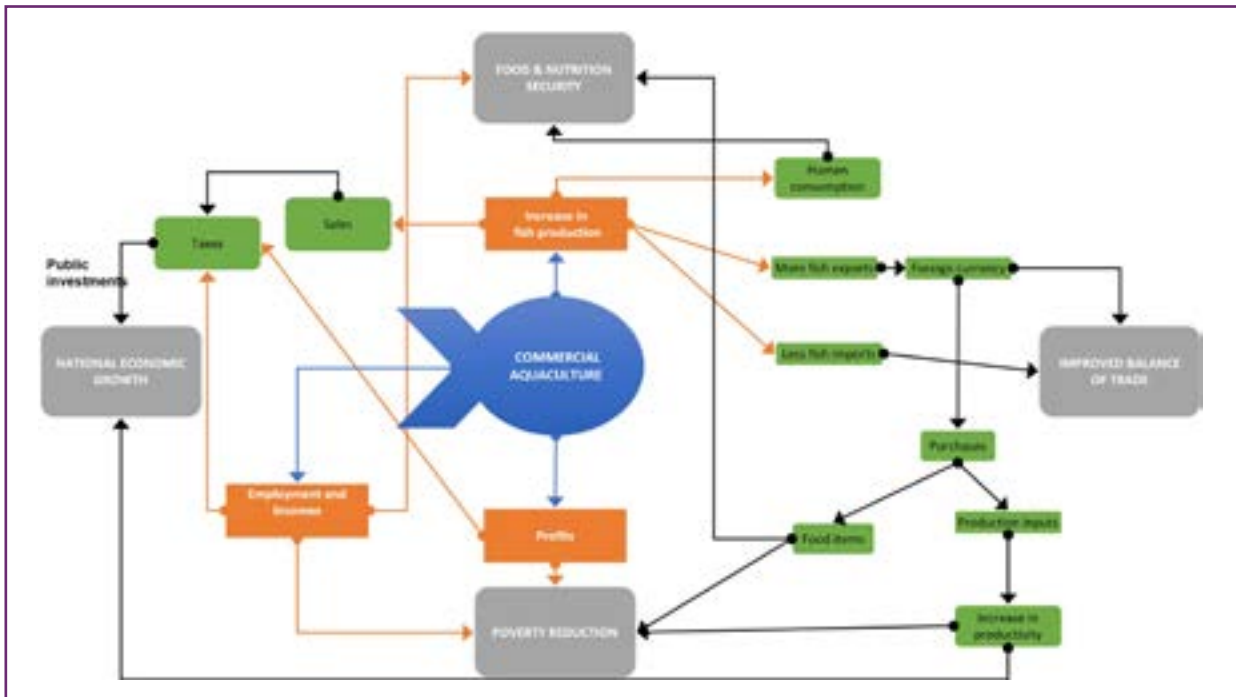 FOOD & NUTRITION
SECURITY
Human
consumption
Increase in
fish production
Sales
Taxes
Public
investments
More fish exports
Foreign currency
COMMERCIAL
AQUACULTURE
Less fish imports
NATIONAL ECONOMIC
GROWTH
IMPROVED BALANCE
OF TRADE
Purchases
Employment and
Incomes
Production inputs
Profits
Food items
POVERTY REDUCTION
Increase in
productivity